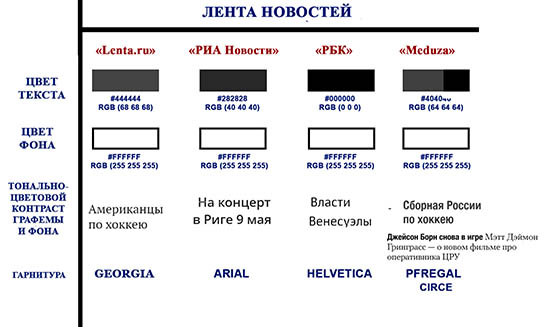 ЛЕНТА НОВОСТЕЙ
«Lenta.ru» «РИА Новости» «РБК» «Meduza»
ЦВЕТ
ТЕКСТА
#444444 #282828 #000000 #404040
RGB (68 68 68) RGB (40 40 40) RGB (0 0 0) RGB (64 64 64)
ЦВЕТ
ФОНА
#FFFFFF #FFFFFF #FFFFFF #FFFFFF
RGB (255 255 255) RGB (255 255 255) RGB (255 255 255) RGB (255 255 255)
ТОНАЛЬНО-
ЦВЕТОВОЙ
КОНТРАСТ
ГРАФЕМЫ
И ФОНА
Американцы
по хоккею
На концерт
в Риге 9 мая
Власти
Венесуэлы
- Сборная России
по хоккею
Джейсон Борн снова в игре Мэтт Дэймон
Гринграсс — о новом фильме про
оперативника ЦРУ
ГАРНИТУРА GEORGIA ARIAL HELVETICA PFREGAL
CIRCE